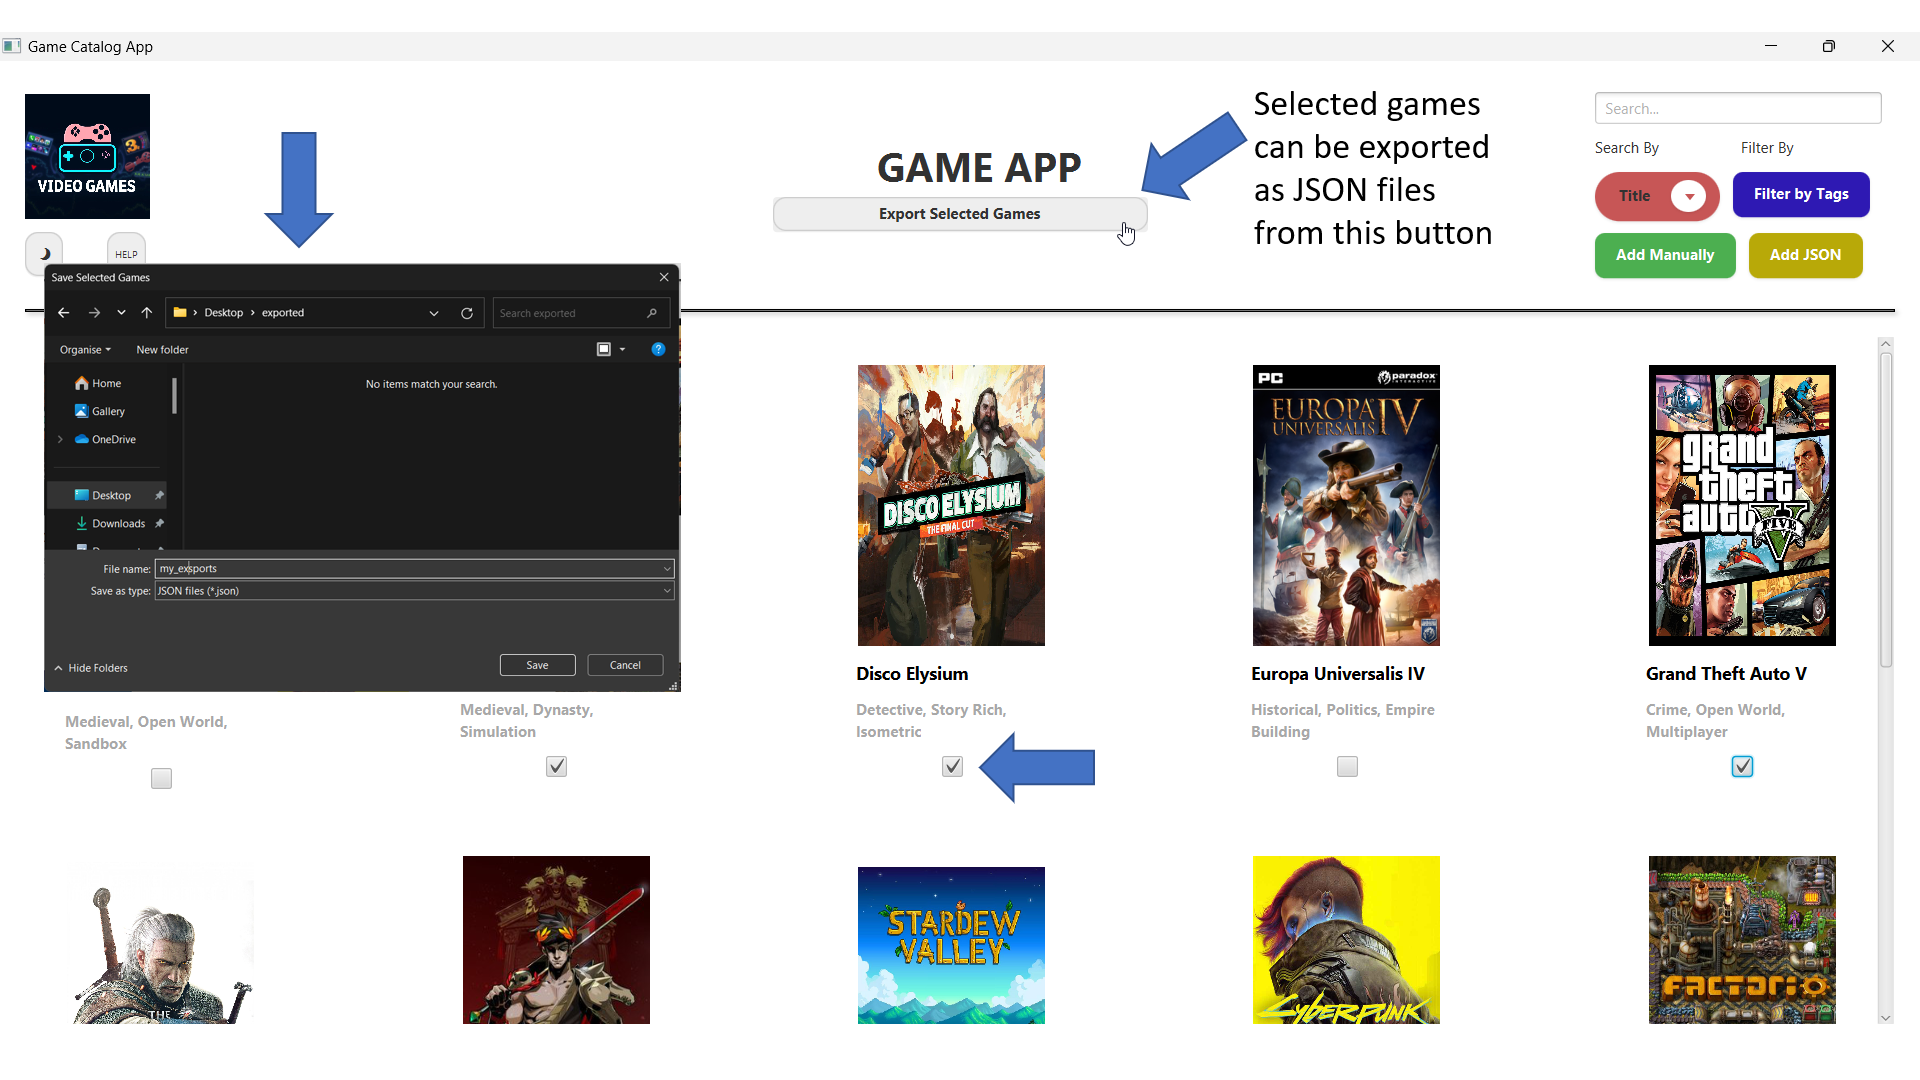 Game Catalog App
VIDEO GAMES
HELP
GAME APP
Export Selected Games
Selected games
can be exported
as JSON files
from this button
Search...
Search By
Filter By
Title
Filter by Tags
Add Manually
Add JSON
Save Selected Games
Desktop
exported
Search exported
Organise
New folder
Home
Gallery
OneDrive
Desktop
Downloads
No items match your search.
File name:
my_exsports
Save as type:
JSON files (*.json)
Hide Folders
Save
Cancel
DISCO ELYSIUM
THE FINAL CUT
PC
paradox
INTERACTIVE
EUROPA
UNIVERSALIS IV
grand
theft
auto
FIVE
V
Disco Elysium
Europa Universalis IV
Grand Theft Auto V
Medieval, Open World,
Sandbox
Medieval, Dynasty,
Simulation
Detective, Story Rich,
Isometric
Historical, Politics, Empire
Building
Crime, Open World,
Multiplayer
THE
STARDEW
VALLEY
CYBERPUNK
FACTORIO